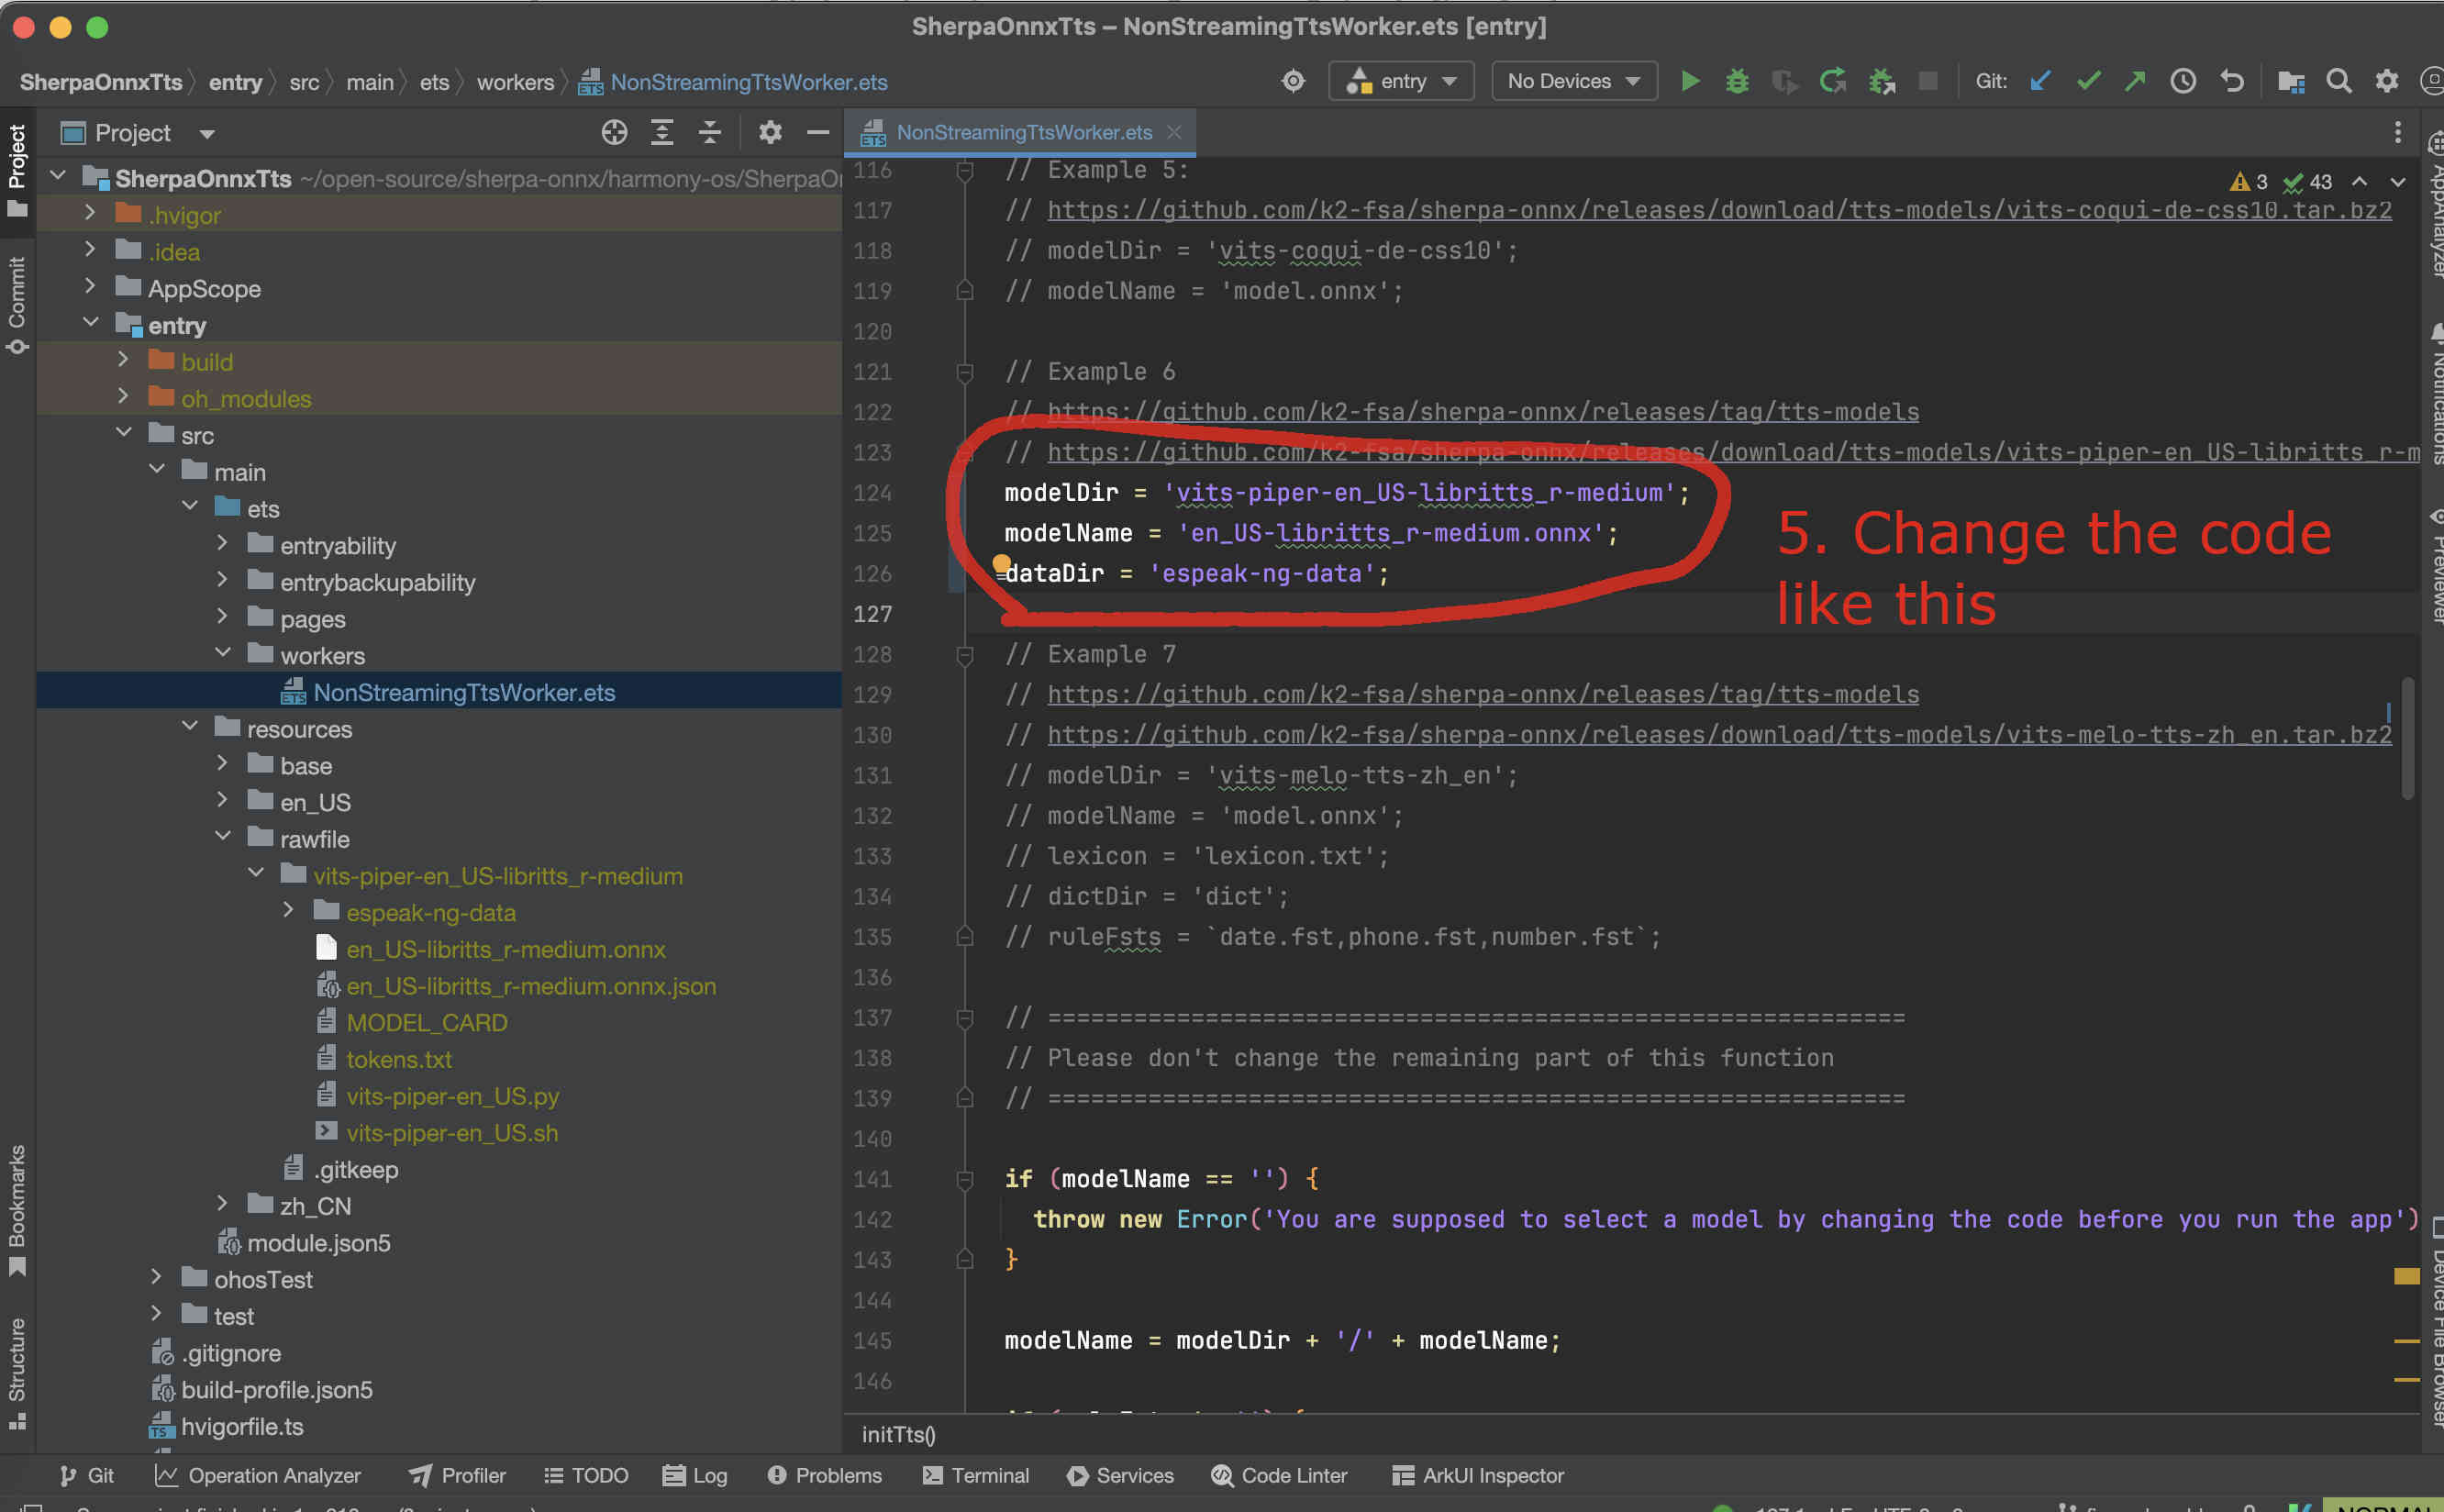 SherpaOnnxTts – NonStreamingTtsWorker.ets [entry]
SherpaOnnxTts entry src main ets workers NonStreamingTtsWorker.ets
entry No Devices Git:
Project
NonStreamingTtsWorker.ets
Project
Commit
Bookmarks
Structure
SherpaOnnxTts ~/open-source/sherpa-onnx/harmony-os/SherpaO
.hvigor
.idea
AppScope
entry
build
oh_modules
src
main
ets
entryability
entrybackupability
pages
workers
NonStreamingTtsWorker.ets
resources
base
en_US
rawfile
vits-piper-en_US-libritts_r-medium
espeak-ng-data
en_US-libritts_r-medium.onnx
en_US-libritts_r-medium.onnx.json
MODEL_CARD
tokens.txt
vits-piper-en_US.py
vits-piper-en_US.sh
.gitkeep
zh_CN
module.json5
ohosTest
test
.gitignore
build-profile.json5
hvigorfile.ts
3 43
116 // Example 5:
117 // https://github.com/k2-fsa/sherpa-onnx/releases/download/tts-models/vits-coqui-de-css10.tar.bz2
118 // modelDir = 'vits-coqui-de-css10';
119 // modelName = 'model.onnx';
120
121 // Example 6
122 // https://github.com/k2-fsa/sherpa-onnx/releases/tag/tts-models
123 // https://github.com/k2-fsa/sherpa-onnx/releases/download/tts-models/vits-piper-en_US-libritts_r-m
124 modelDir = 'vits-piper-en_US-libritts_r-medium';
125 modelName = 'en_US-libritts_r-medium.onnx';
126 dataDir = 'espeak-ng-data';
127
5. Change the code
like this
128 // Example 7
129 // https://github.com/k2-fsa/sherpa-onnx/releases/tag/tts-models
130 // https://github.com/k2-fsa/sherpa-onnx/releases/download/tts-models/vits-melo-tts-zh_en.tar.bz2
131 // modelDir = 'vits-melo-tts-zh_en';
132 // modelName = 'model.onnx';
133 // lexicon = 'lexicon.txt';
134 // dictDir = 'dict';
135 // ruleFsts = `date.fst,phone.fst,number.fst`;
136
137 // ============================================================
138 // Please don't change the remaining part of this function
139 // ============================================================
140
141 if (modelName == '') {
142 throw new Error('You are supposed to select a model by changing the code before you run the app')
143 }
144
145 modelName = modelDir + '/' + modelName;
146
initTts()
AppAnalyzer
Notifications
Previewer
Device File Browser
Git Operation Analyzer Profiler TODO Log Problems Terminal Services Code Linter ArkUI Inspector